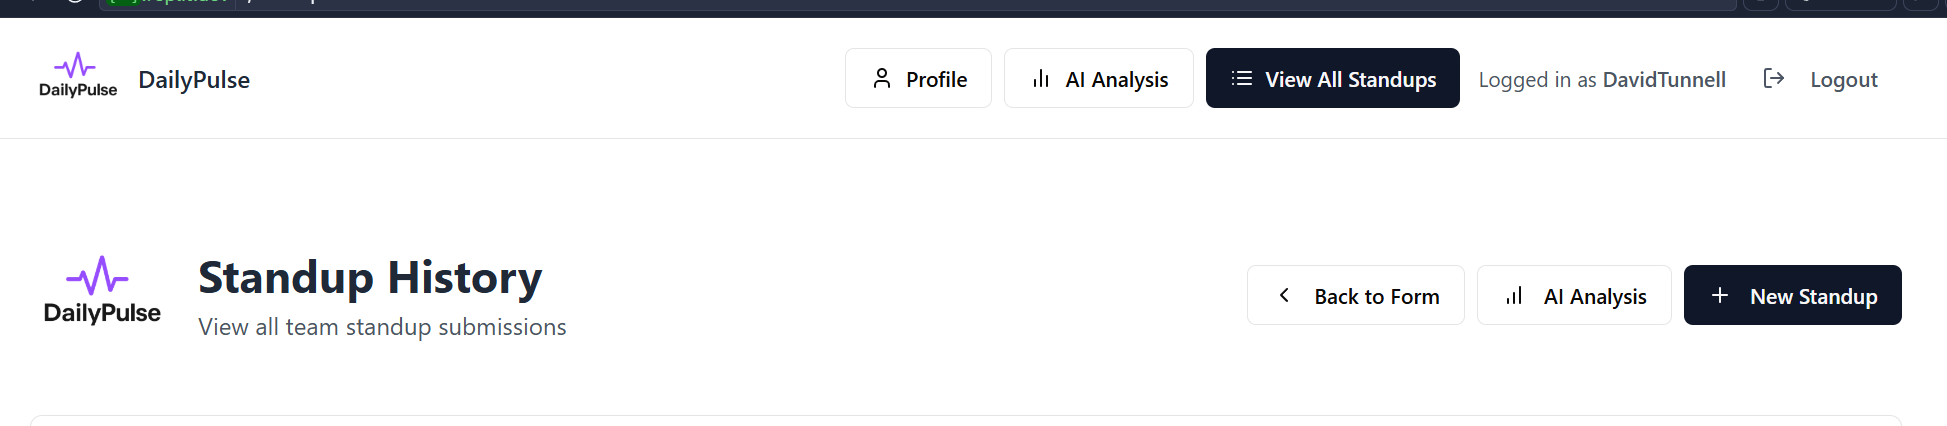 DailyPulse
DailyPulse
Profile
AI Analysis
View All Standups
Logged in as DavidTunnell
Logout
DailyPulse
Standup History
View all team standup submissions
Back to Form
AI Analysis
New Standup